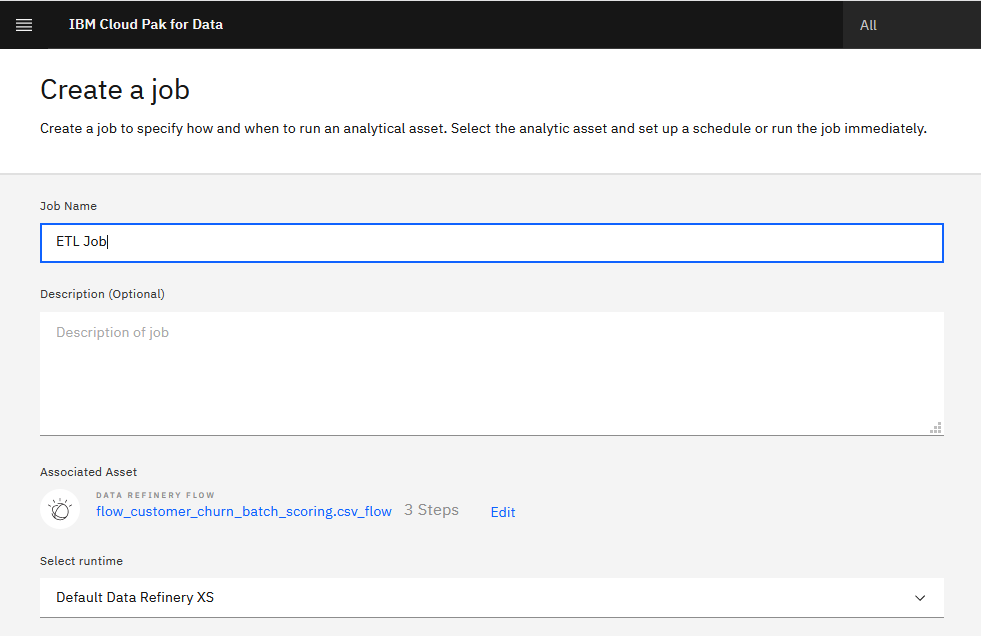 IBM Cloud Pak for Data
All
Create a job
Create a job to specify how and when to run an analytical asset. Select the analytic asset and set up a schedule or run the job immediately.
Job Name
ETL Job
Description (Optional)
Description of job
Associated Asset
DATA REFINERY FLOW
flow_customer_churn_batch_scoring.csv_flow 3 Steps Edit
Select runtime
Default Data Refinery XS